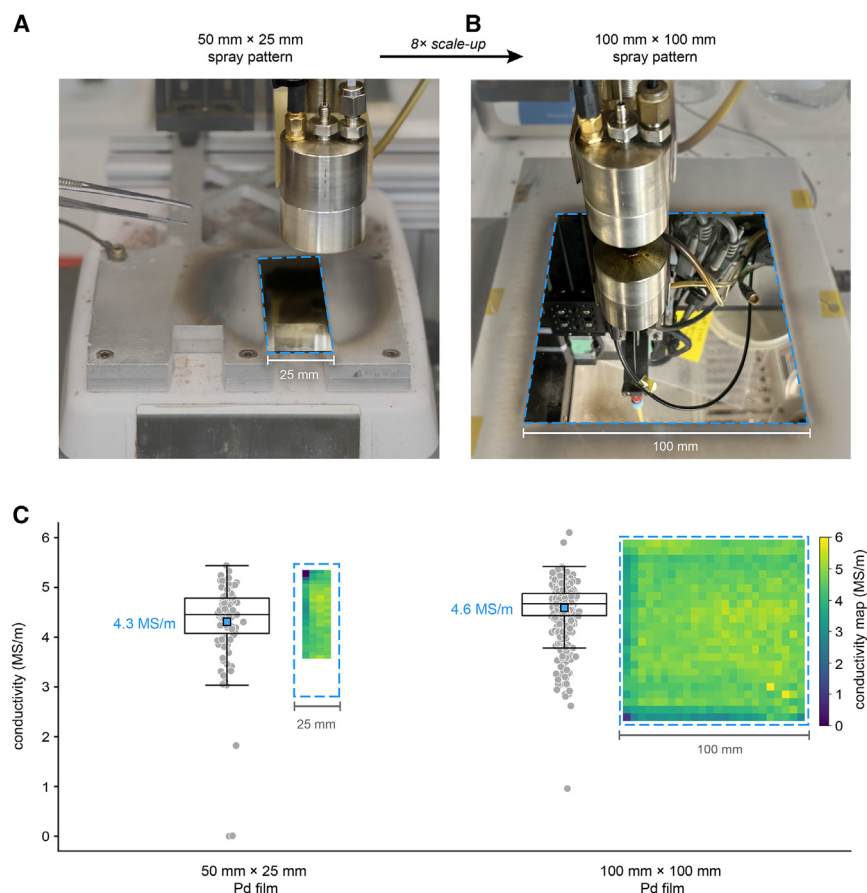 A
50 mm × 25 mm
spray pattern
8× scale-up
B
100 mm × 100 mm
spray pattern
25 mm
100 mm
C
conductivity (MS/m)
6
5
4
3
2
1
0
4.3 MS/m
25 mm
4.6 MS/m
100 mm
6
5
4
3
2
1
0
conductivity map (MS/m)
50 mm × 25 mm
Pd film
100 mm × 100 mm
Pd film